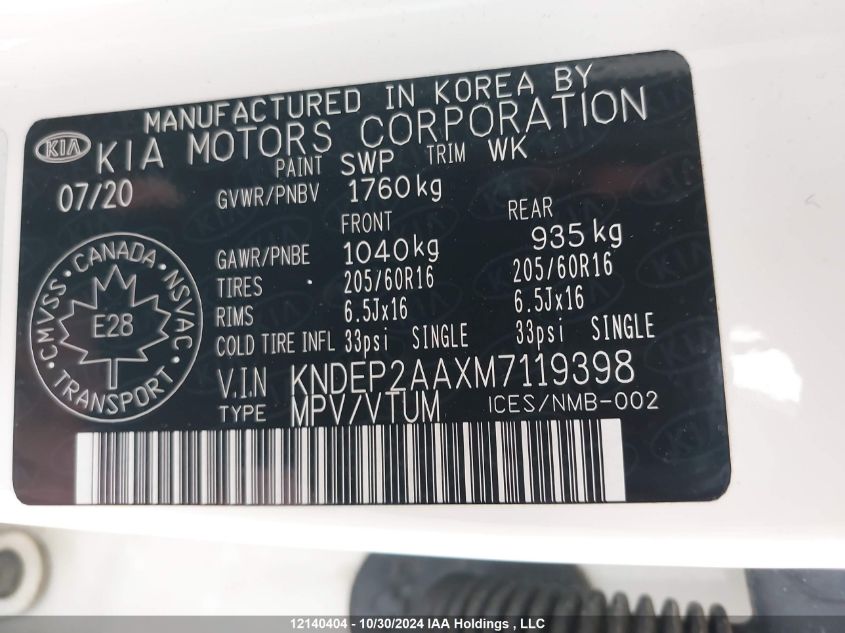 MANUFACTURED IN KOREA BY
KIA KIA MOTORS CORPORATION
07/20 PAINT SWP TRIM WK
GVWR/PNBV 1760kg
FRONT REAR
GAWR/PNBE 1040kg 935kg
TIRES 205/60R16 205/60R16
RIMS 6.5Jx16 6.5Jx16
COLD TIRE INFL 33psi SINGLE 33psi SINGLE
V.I.N KNDEP2AAXM7119398
TYPE MPV/VTUM ICES/NMB-002
CMVSS · CANADA · NSVAC · TRANSPORT ·
E28
12140404 - 10/30/2024 IAA Holdings , LLC